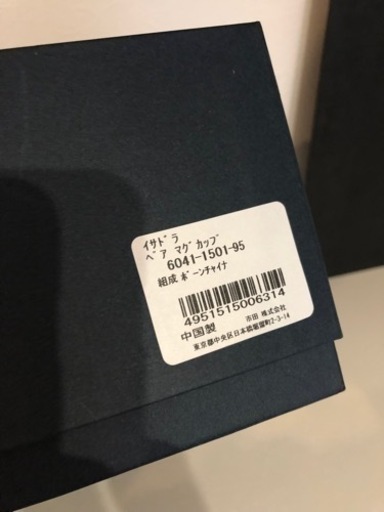 ｲｻﾄﾞﾗ
ﾍﾟｱ ﾏｸﾞｶｯﾌﾟ
6041-1501-95
組成 ﾎﾞｰﾝﾁｬｲﾅ
4951515006314
中国製 市田 株式会社
東京都中央区日本橋堀留町2-3-14